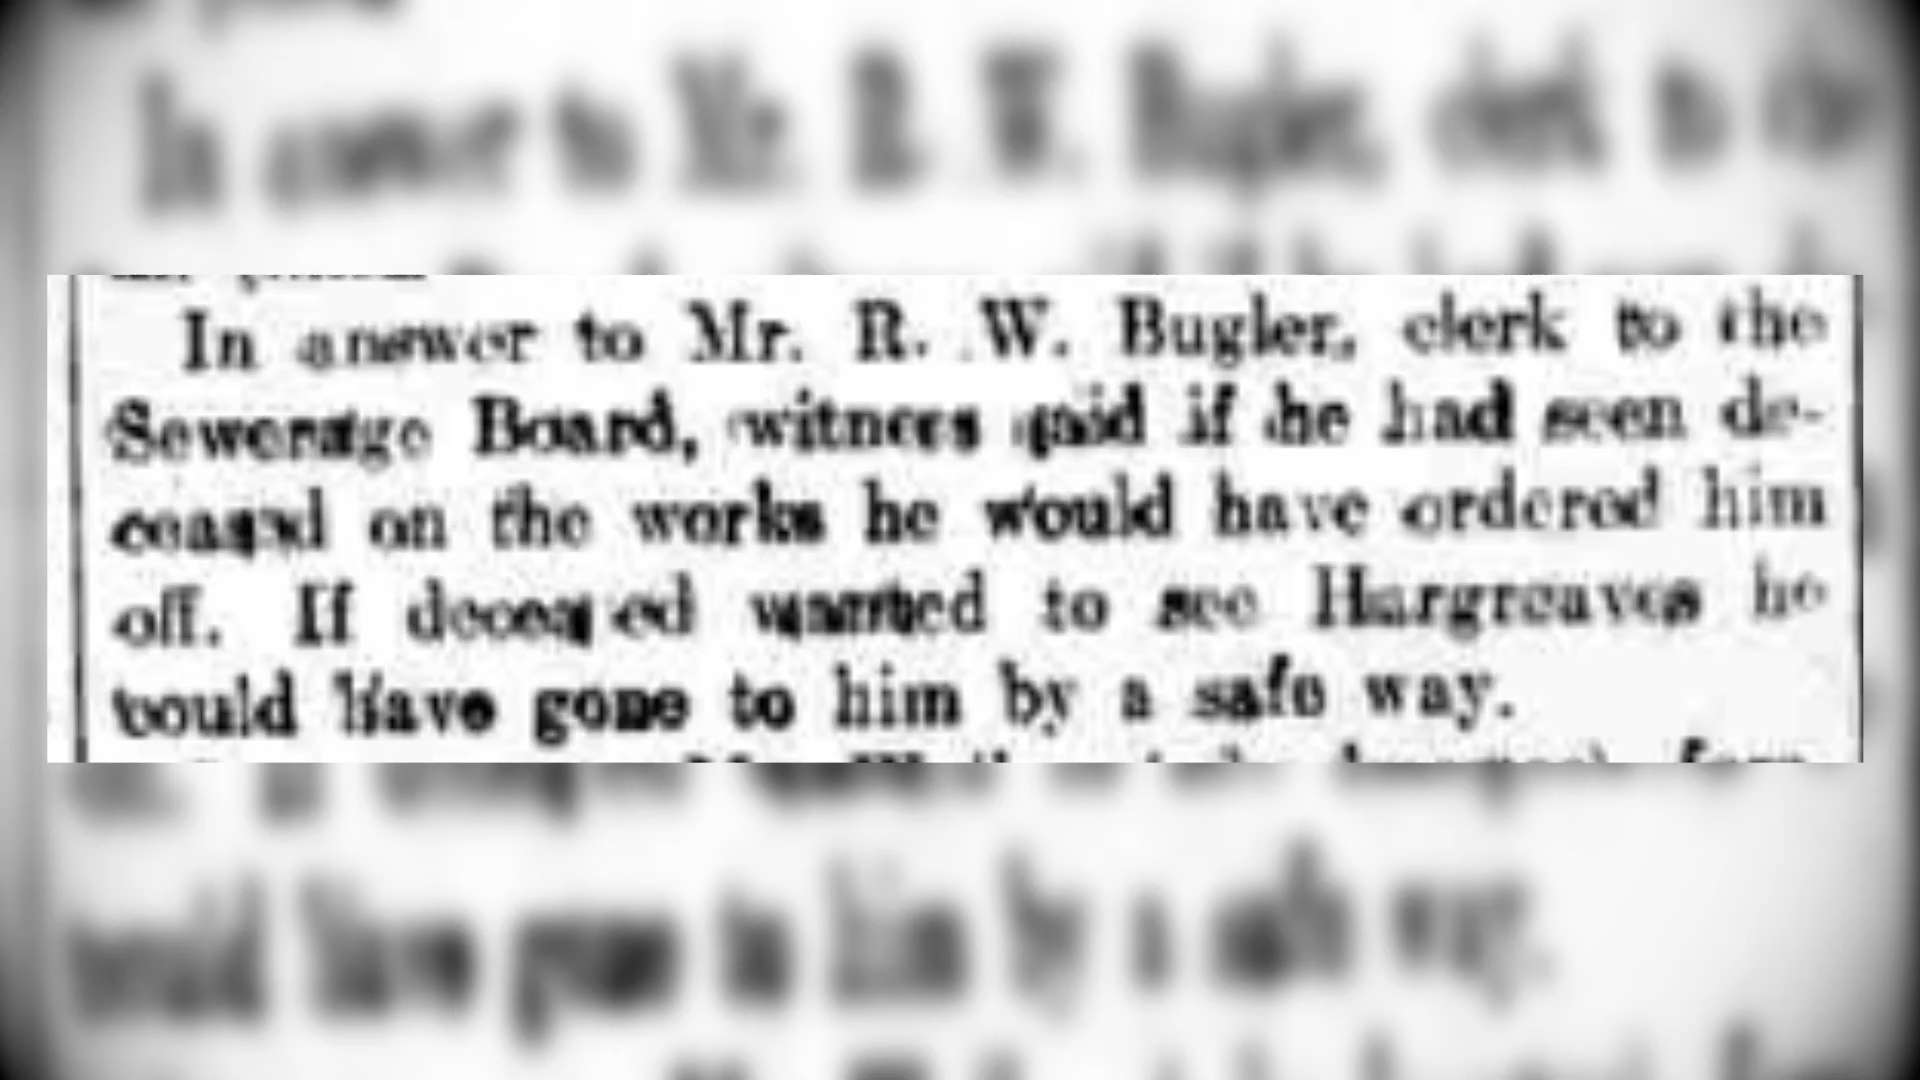 In answer to Mr. R. W. Bugler, clerk to the
Sewerage Board, witness said if he had seen de-
ceased on the works he would have ordered him
off. If deceased wanted to see Hargreaves he
could have gone to him by a safe way.